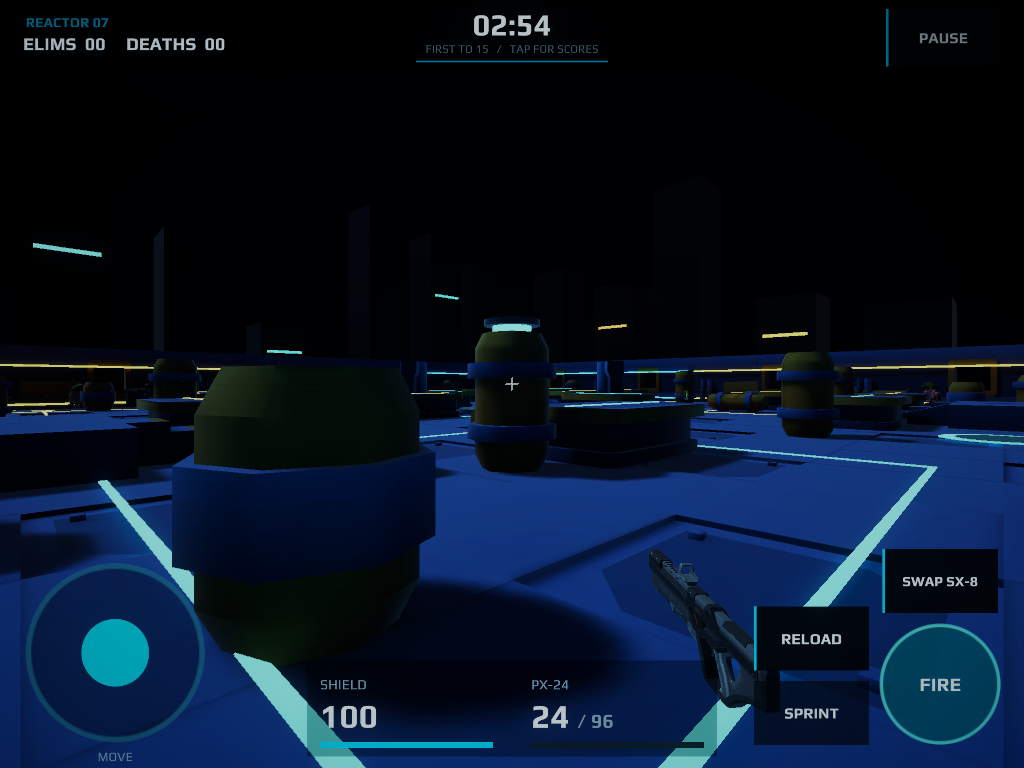 REACTOR 07
ELIMS 00 DEATHS 00
02:54
FIRST TO 15 / TAP FOR SCORES
PAUSE
SWAP SX-8
RELOAD
FIRE
SPRINT
SHIELD
100
PX-24
24 / 96
MOVE